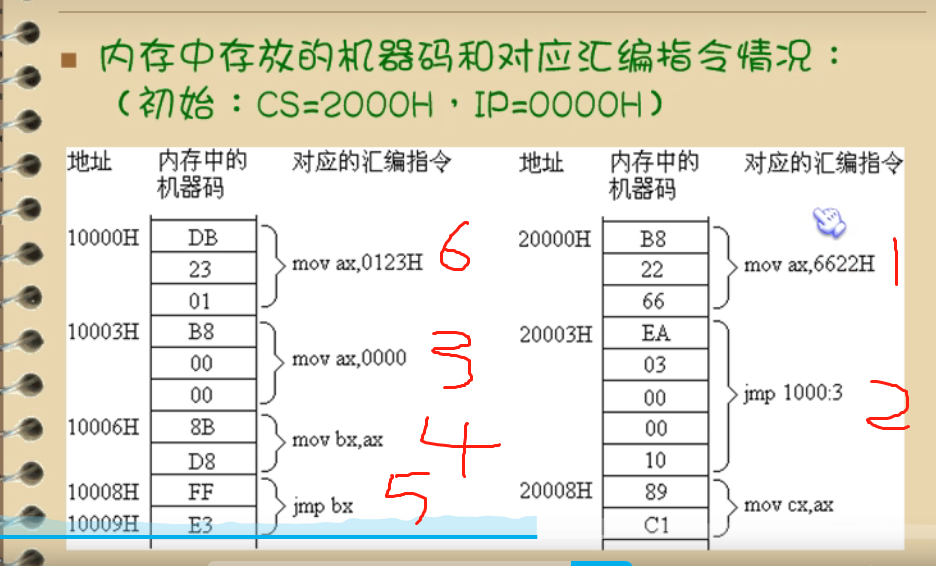 内存中存放的机器码和对应汇编指令情况：
（初始：CS=2000H，IP=0000H）
地址 内存中的机器码 对应的汇编指令
10000H DB mov ax,0123H 6
23
01
10003H B8 mov ax,0000 3
00
00
10006H 8B mov bx,ax 4
D8
10008H FF jmp bx 5
10009H E3
地址 内存中的机器码 对应的汇编指令
20000H B8 mov ax,6622H 1
22
66
20003H EA jmp 1000:3 2
03
00
00
10
20008H 89 mov cx,ax
C1